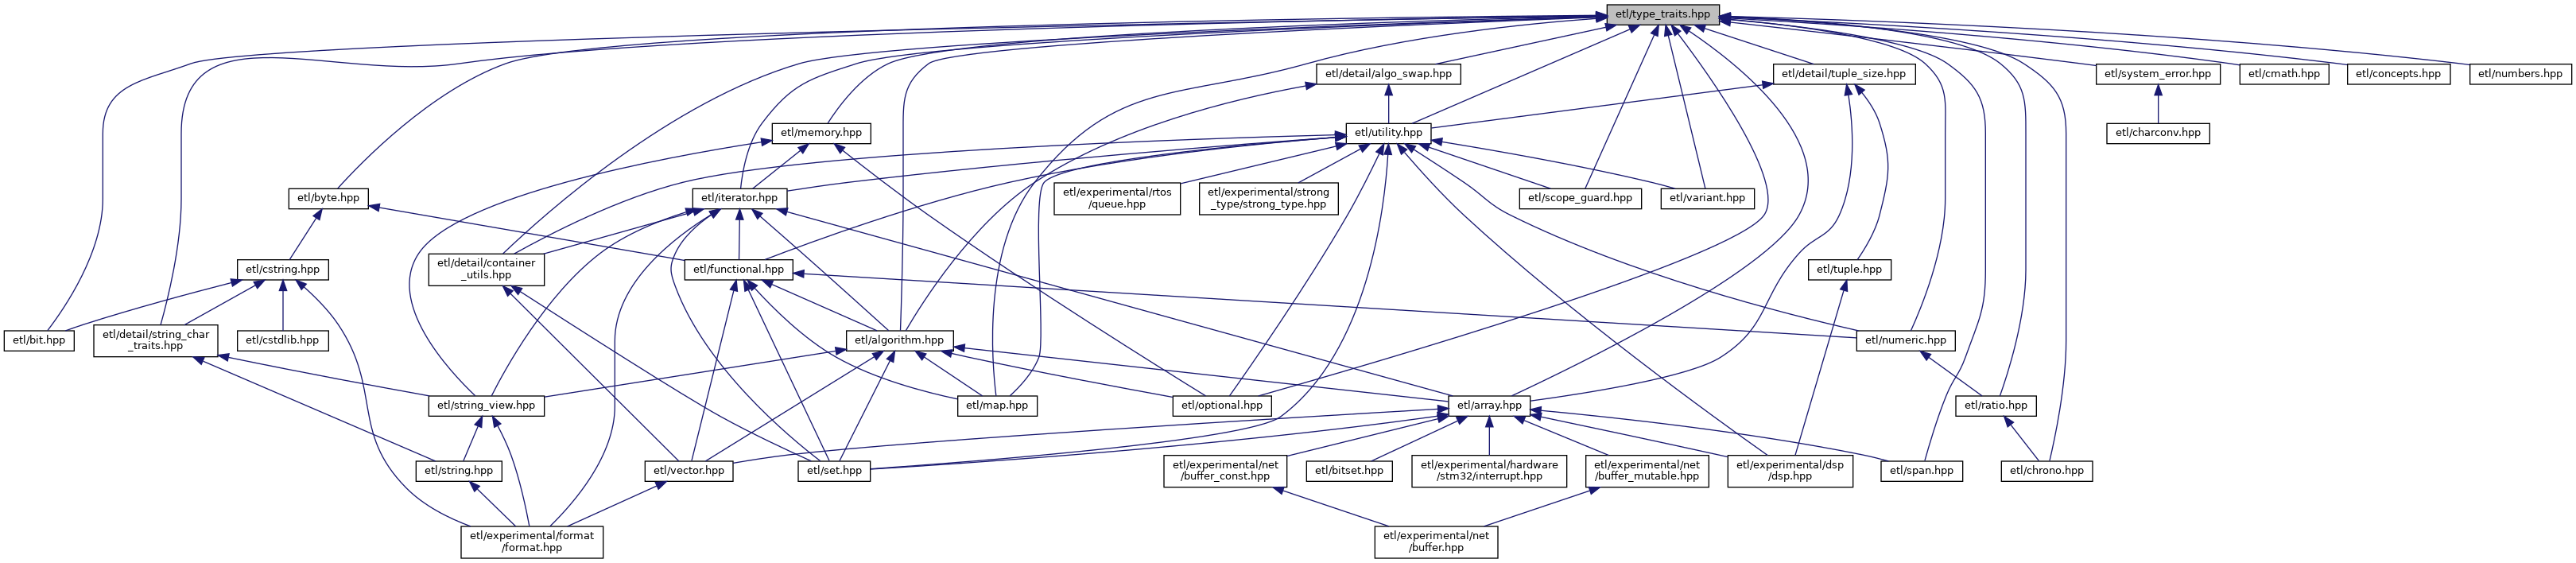 etl/type_traits.hpp
etl/detail/algo_swap.hpp
etl/detail/tuple_size.hpp
etl/system_error.hpp
etl/cmath.hpp
etl/concepts.hpp
etl/numbers.hpp
etl/memory.hpp
etl/utility.hpp
etl/charconv.hpp
etl/byte.hpp
etl/iterator.hpp
etl/experimental/rtos
/queue.hpp
etl/experimental/strong
_type/strong_type.hpp
etl/scope_guard.hpp
etl/variant.hpp
etl/cstring.hpp
etl/detail/container
_utils.hpp
etl/functional.hpp
etl/tuple.hpp
etl/bit.hpp
etl/detail/string_char
_traits.hpp
etl/cstdlib.hpp
etl/algorithm.hpp
etl/numeric.hpp
etl/string_view.hpp
etl/map.hpp
etl/optional.hpp
etl/array.hpp
etl/ratio.hpp
etl/string.hpp
etl/vector.hpp
etl/set.hpp
etl/experimental/net
/buffer_const.hpp
etl/bitset.hpp
etl/experimental/hardware
/stm32/interrupt.hpp
etl/experimental/net
/buffer_mutable.hpp
etl/experimental/dsp
/dsp.hpp
etl/span.hpp
etl/chrono.hpp
etl/experimental/format
/format.hpp
etl/experimental/net
/buffer.hpp